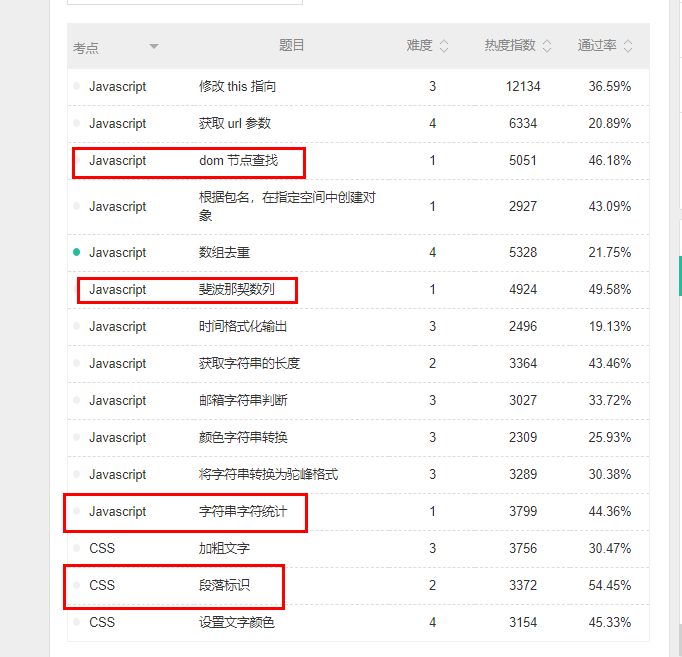 考点 题目 难度 热度指数 通过率
Javascript 修改 this 指向 3 12134 36.59%
Javascript 获取 url 参数 4 6334 20.89%
Javascript dom 节点查找 1 5051 46.18%
Javascript 根据包名，在指定空间中创建对 1 2927 43.09%
象
Javascript 数组去重 4 5328 21.75%
Javascript 斐波那契数列 1 4924 49.58%
Javascript 时间格式化输出 3 2496 19.13%
Javascript 获取字符串的长度 2 3364 43.46%
Javascript 邮箱字符串判断 3 3027 33.72%
Javascript 颜色字符串转换 3 2309 25.93%
Javascript 将字符串转换为驼峰格式 3 3289 30.38%
Javascript 字符串字符统计 1 3799 44.36%
CSS 加粗文字 3 3756 30.47%
CSS 段落标识 2 3372 54.45%
CSS 设置文字颜色 4 3154 45.33%